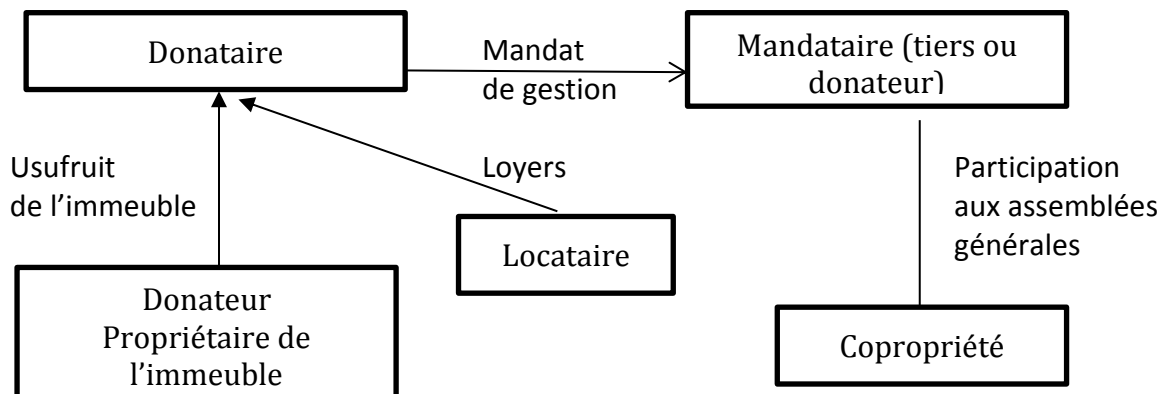 Donataire
Mandat
de gestion
Mandataire (tiers ou
donateur)
Usufruit
de l’immeuble
Loyers
Participation
aux assemblées
générales
Locataire
Donateur
Propriétaire de
l’immeuble
Copropriété